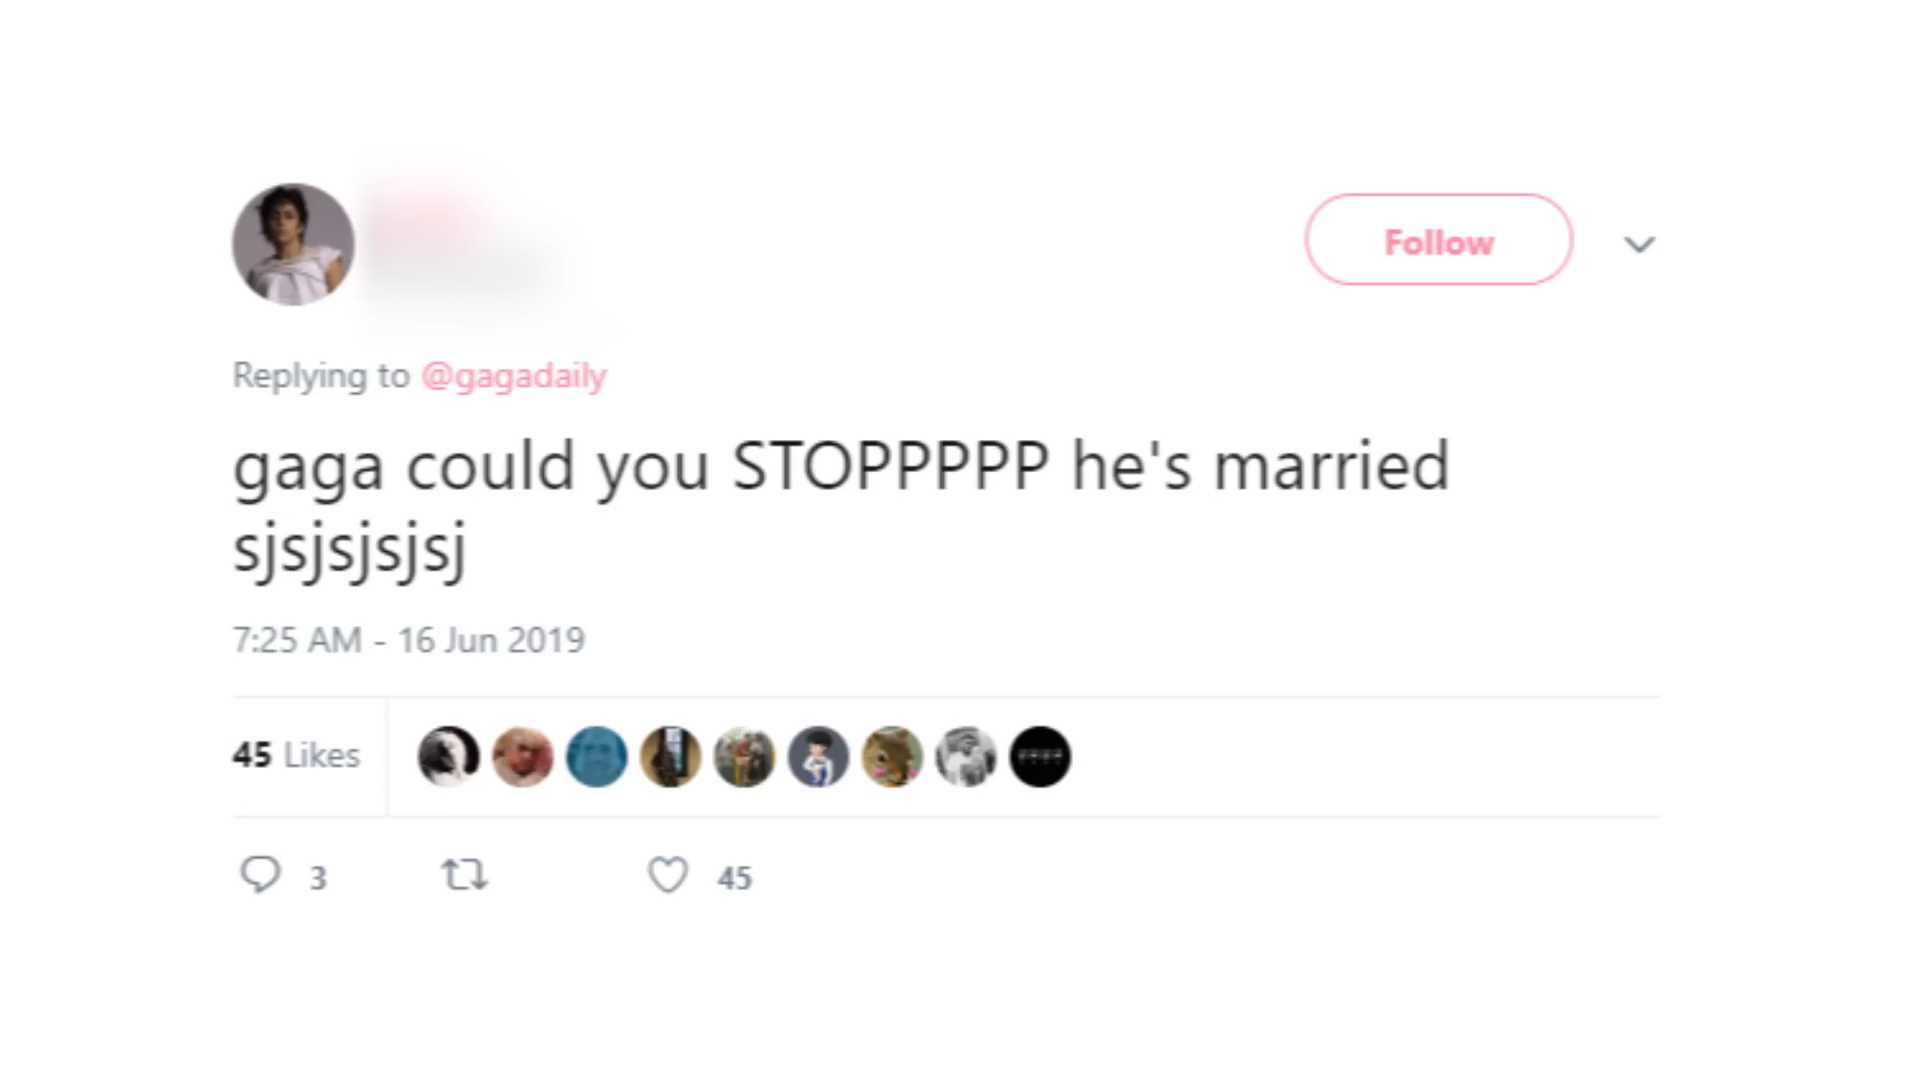 Follow
Replying to @gagadaily
gaga could you STOPPPPP he's married
sjsjsjsjsj
7:25 AM - 16 Jun 2019
45 Likes
3 45